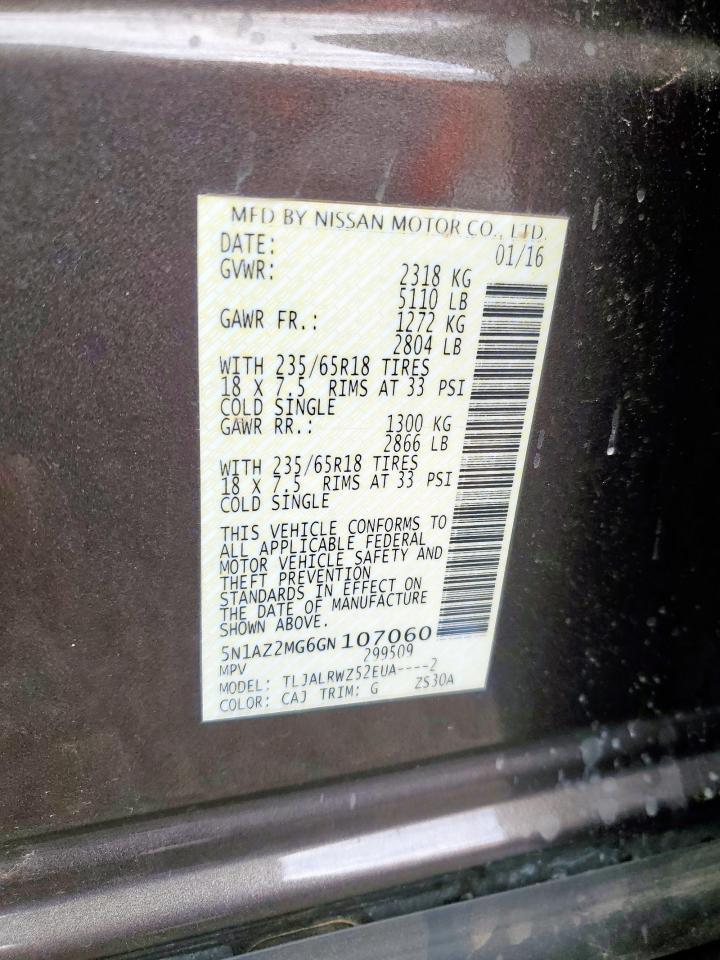 MFD BY NISSAN MOTOR CO., LTD.
DATE: 01/16
GVWR: 2318 KG
5110 LB
GAWR FR.: 1272 KG
2804 LB
WITH 235/65R18 TIRES
18 X 7.5 RIMS AT 33 PSI
COLD SINGLE
GAWR RR.: 1300 KG
2866 LB
WITH 235/65R18 TIRES
18 X 7.5 RIMS AT 33 PSI
COLD SINGLE
THIS VEHICLE CONFORMS TO
ALL APPLICABLE FEDERAL
MOTOR VEHICLE SAFETY AND
THEFT PREVENTION
STANDARDS IN EFFECT ON
THE DATE OF MANUFACTURE
SHOWN ABOVE.
5N1AZ2MG6GN107060
MPV 299509
MODEL: TLJALRWZ52EUA----2
COLOR: CAJ TRIM: G ZS30A